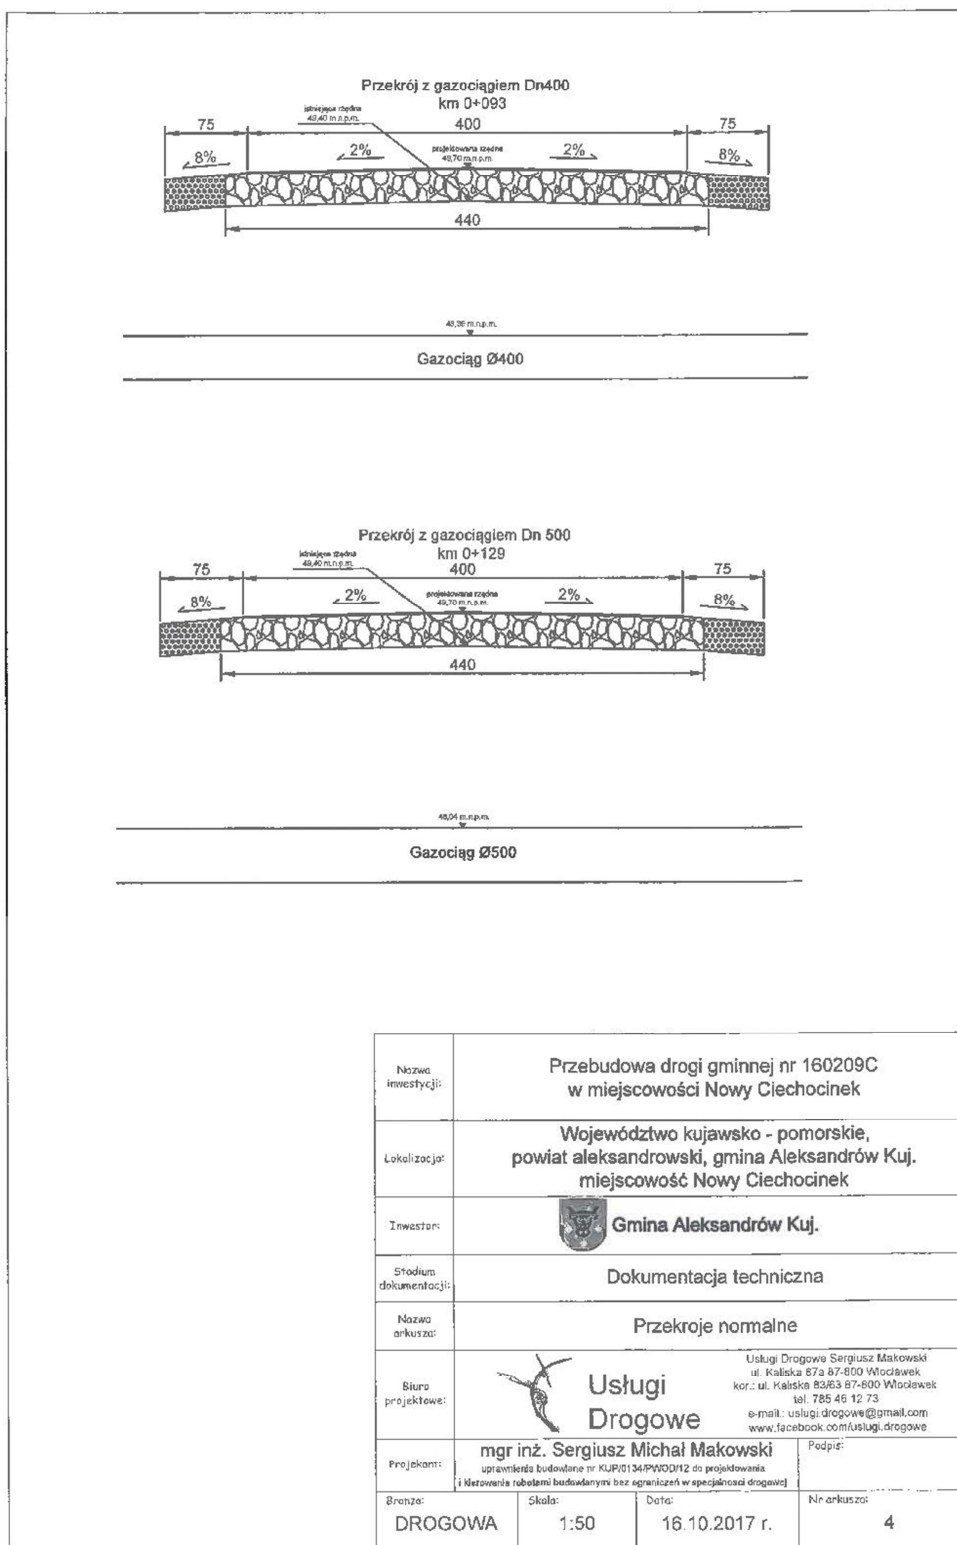 Przekrój z gazociągiem Dn400
km 0+093
istniejąca rzędna
49,40 m.n.p.m.
75
400
75
8%
2%
projektowana rzędna
49,70 m.n.p.m.
2%
8%
440
m.n.p.m.
Gazociąg Ø400
Przekrój z gazociągiem Dn 500
km 0+129
istniejąca rzędna
49,40 m.n.p.m.
75
400
75
8%
2%
projektowana rzędna
49,70 m.n.p.m.
2%
8%
440
48,04 m.n.p.m.
Gazociąg Ø500
Nazwa inwestycji:
Przebudowa drogi gminnej nr 160209C
w miejscowości Nowy Ciechocinek
Lokalizacja:
Województwo kujawsko - pomorskie,
powiat aleksandrowski, gmina Aleksandrów Kuj.
miejscowość Nowy Ciechocinek
Inwestor:
Gmina Aleksandrów Kuj.
Stadium
dokumentacji:
Dokumentacja techniczna
Nazwa
arkusza:
Przekroje normalne
Biuro
projektowe:
Usługi
Drogowe
Usługi Drogowe Sergiusz Makowski
ul. Kaliska 87a 87-800 Włocławek
kor.: ul. Kaliska 83/63 87-800 Włocławek
tel. 785 46 12 73
e-mail.: uslugi.drogowe@gmail.com
www.facebook.com/uslugi.drogowe
Projekant:
mgr inż. Sergiusz Michał Makowski
uprawnienia budowlane nr KUP/0134/PWOD/12 do projektowania
i kierowania robotami budowlanymi bez ograniczeń w specjalnosci drogowej
Podpis:
Branża:
DROGOWA
Skala:
1:50
Data:
16.10.2017 r.
Nr arkusza:
4